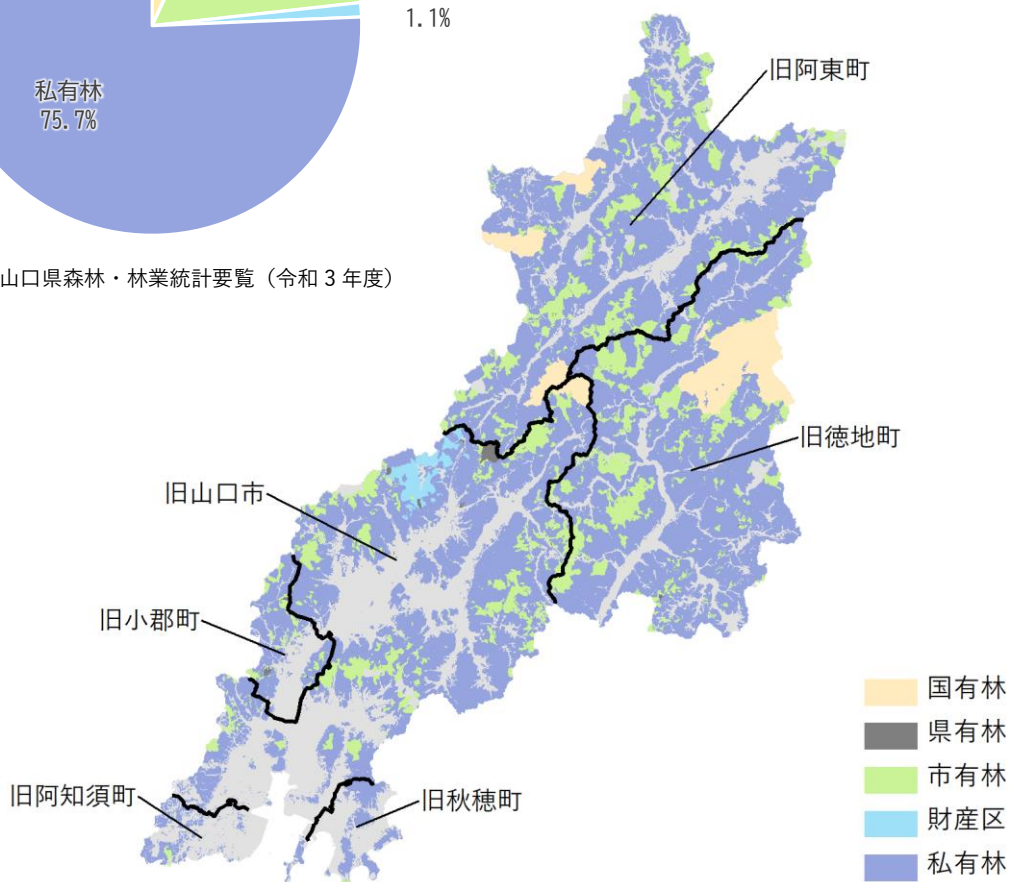 1.1%
私有林
75.7%
山口県森林・林業統計要覧（令和 3 年度）
旧阿東町
旧徳地町
旧山口市
旧小郡町
旧阿知須町
旧秋穂町
国有林
県有林
市有林
財産区
私有林